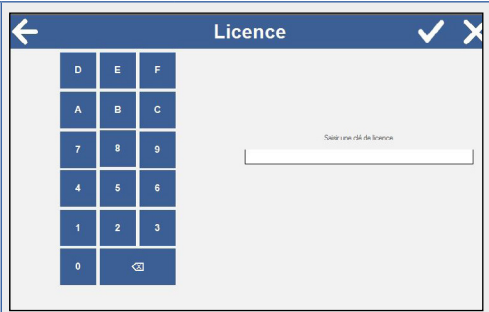 Licence
D E F
A B C
7 8 9
Saisir une clé de licence
4 5 6
1 2 3
0